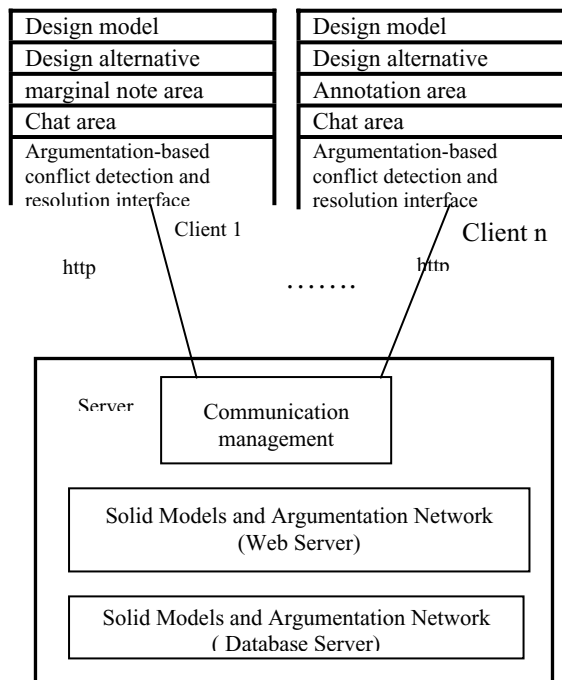 Design model
Design alternative
marginal note area
Chat area
Argumentation-based
conflict detection and
resolution interface
Design model
Design alternative
Annotation area
Chat area
Argumentation-based
conflict detection and
resolution interface
Client 1
Client n
http
.......
http
Server
Communication
management
Solid Models and Argumentation Network
(Web Server)
Solid Models and Argumentation Network
( Database Server)